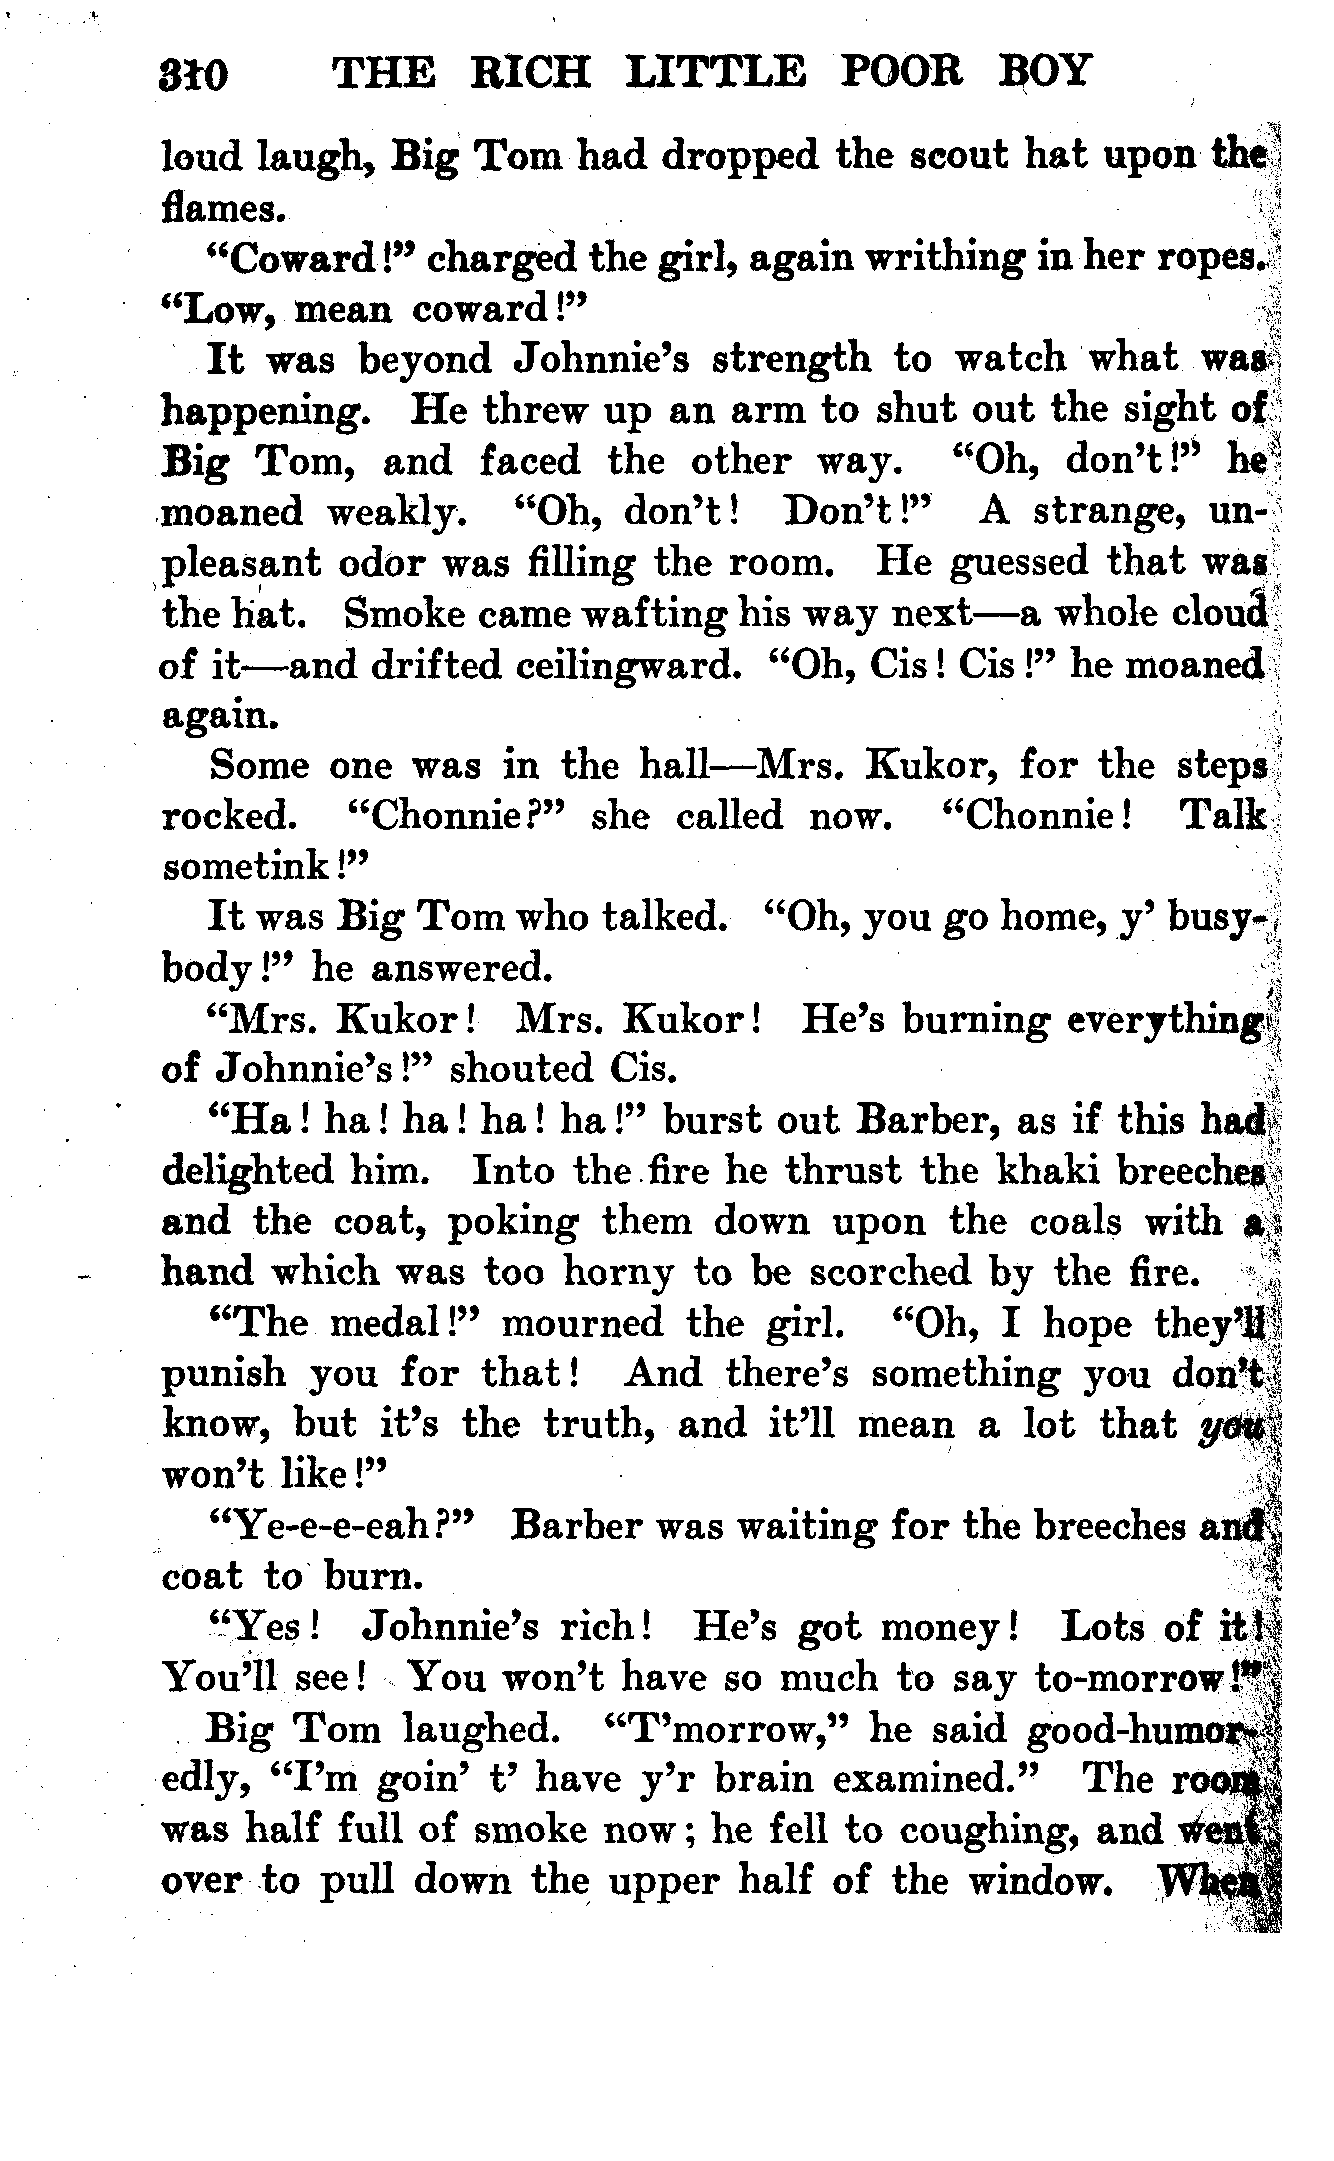 310 THE RICH LITTLE POOR BOY
loud laugh, Big Tom had dropped the scout hat upon the
flames.
“Coward!” charged the girl, again writhing in her ropes.
“Low, mean coward!”
It was beyond Johnnie’s strength to watch what was
happening. He threw up an arm to shut out the sight of
Big Tom, and faced the other way. “Oh, don’t!” he
moaned weakly. “Oh, don’t! Don’t!” A strange, un-
pleasant odor was filling the room. He guessed that was
the hat. Smoke came wafting his way next—a whole cloud
of it—and drifted ceilingward. “Oh, Cis! Cis!” he moaned
again.
Some one was in the hall—Mrs. Kukor, for the steps
rocked. “Chonnie?” she called now. “Chonnie! Talk
sometink!”
It was Big Tom who talked. “Oh, you go home, y’ busy-
body!” he answered.
“Mrs. Kukor! Mrs. Kukor! He’s burning everything
of Johnnie’s!” shouted Cis.
“Ha! ha! ha! ha! ha!” burst out Barber, as if this had
delighted him. Into the fire he thrust the khaki breeches
and the coat, poking them down upon the coals with a
hand which was too horny to be scorched by the fire.
“The medal!” mourned the girl. “Oh, I hope they’ll
punish you for that! And there’s something you don’t
know, but it’s the truth, and it’ll mean a lot that you
won’t like!”
“Ye-e-e-eah?” Barber was waiting for the breeches and
coat to burn.
“Yes! Johnnie’s rich! He’s got money! Lots of it!
You’ll see! You won’t have so much to say to-morrow!”
Big Tom laughed. “T’morrow,” he said good-humor-
edly, “I’m goin’ t’ have y’r brain examined.” The room
was half full of smoke now; he fell to coughing, and went
over to pull down the upper half of the window. When